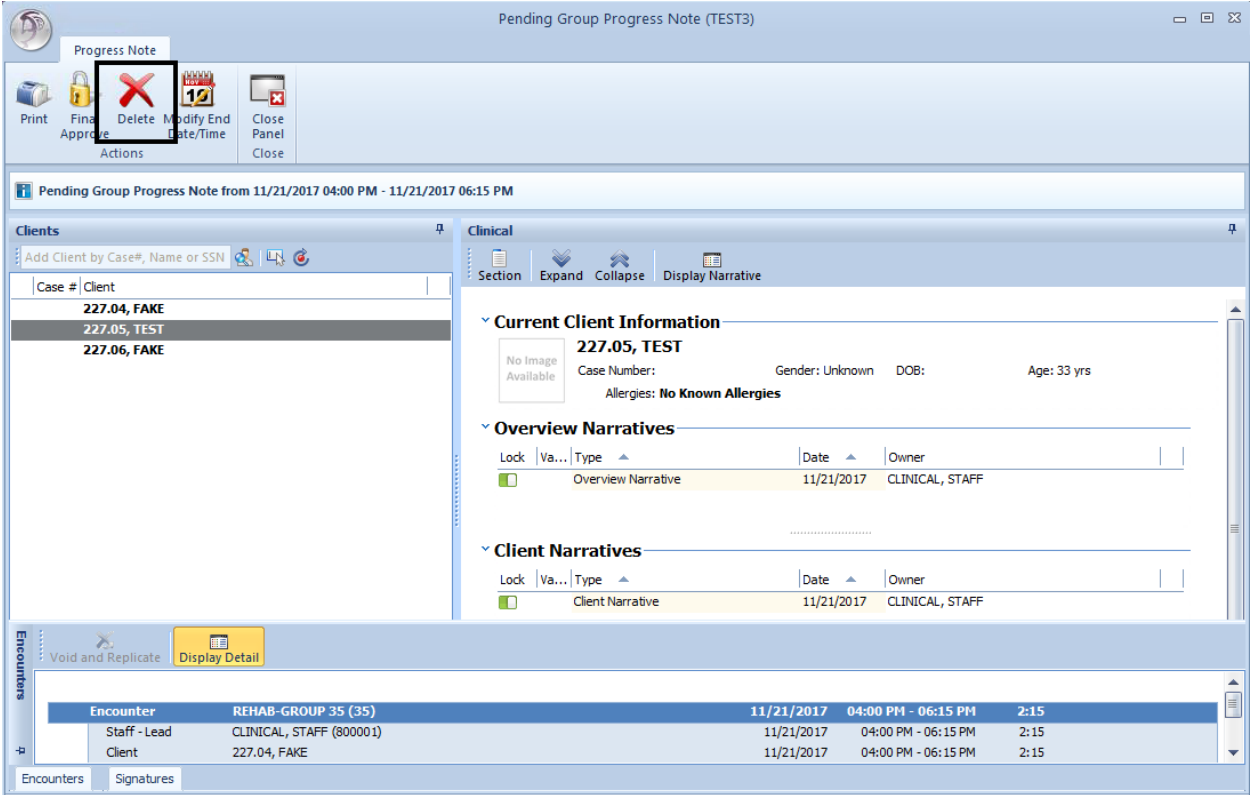 Pending Group Progress Note (TEST3)
Progress Note
Print
Final Approve
Delete
Modify End Date/Time
Close Panel
Actions
Close
Pending Group Progress Note from 11/21/2017 04:00 PM - 11/21/2017 06:15 PM
Clients
Add Client by Case#, Name or SSN
Case # Client
227.04, FAKE
227.05, TEST
227.06, FAKE
Clinical
Section Expand Collapse Display Narrative
Current Client Information
No Image Available
227.05, TEST
Case Number: Gender: Unknown DOB: Age: 33 yrs
Allergies: No Known Allergies
Overview Narratives
Lock Va... Type Date Owner
Overview Narrative 11/21/2017 CLINICAL, STAFF
Client Narratives
Lock Va... Type Date Owner
Client Narrative 11/21/2017 CLINICAL, STAFF
Encounters
Void and Replicate Display Detail
Encounter REHAB-GROUP 35 (35) 11/21/2017 04:00 PM - 06:15 PM 2:15
Staff - Lead CLINICAL, STAFF (800001) 11/21/2017 04:00 PM - 06:15 PM 2:15
Client 227.04, FAKE 11/21/2017 04:00 PM - 06:15 PM 2:15
Encounters Signatures